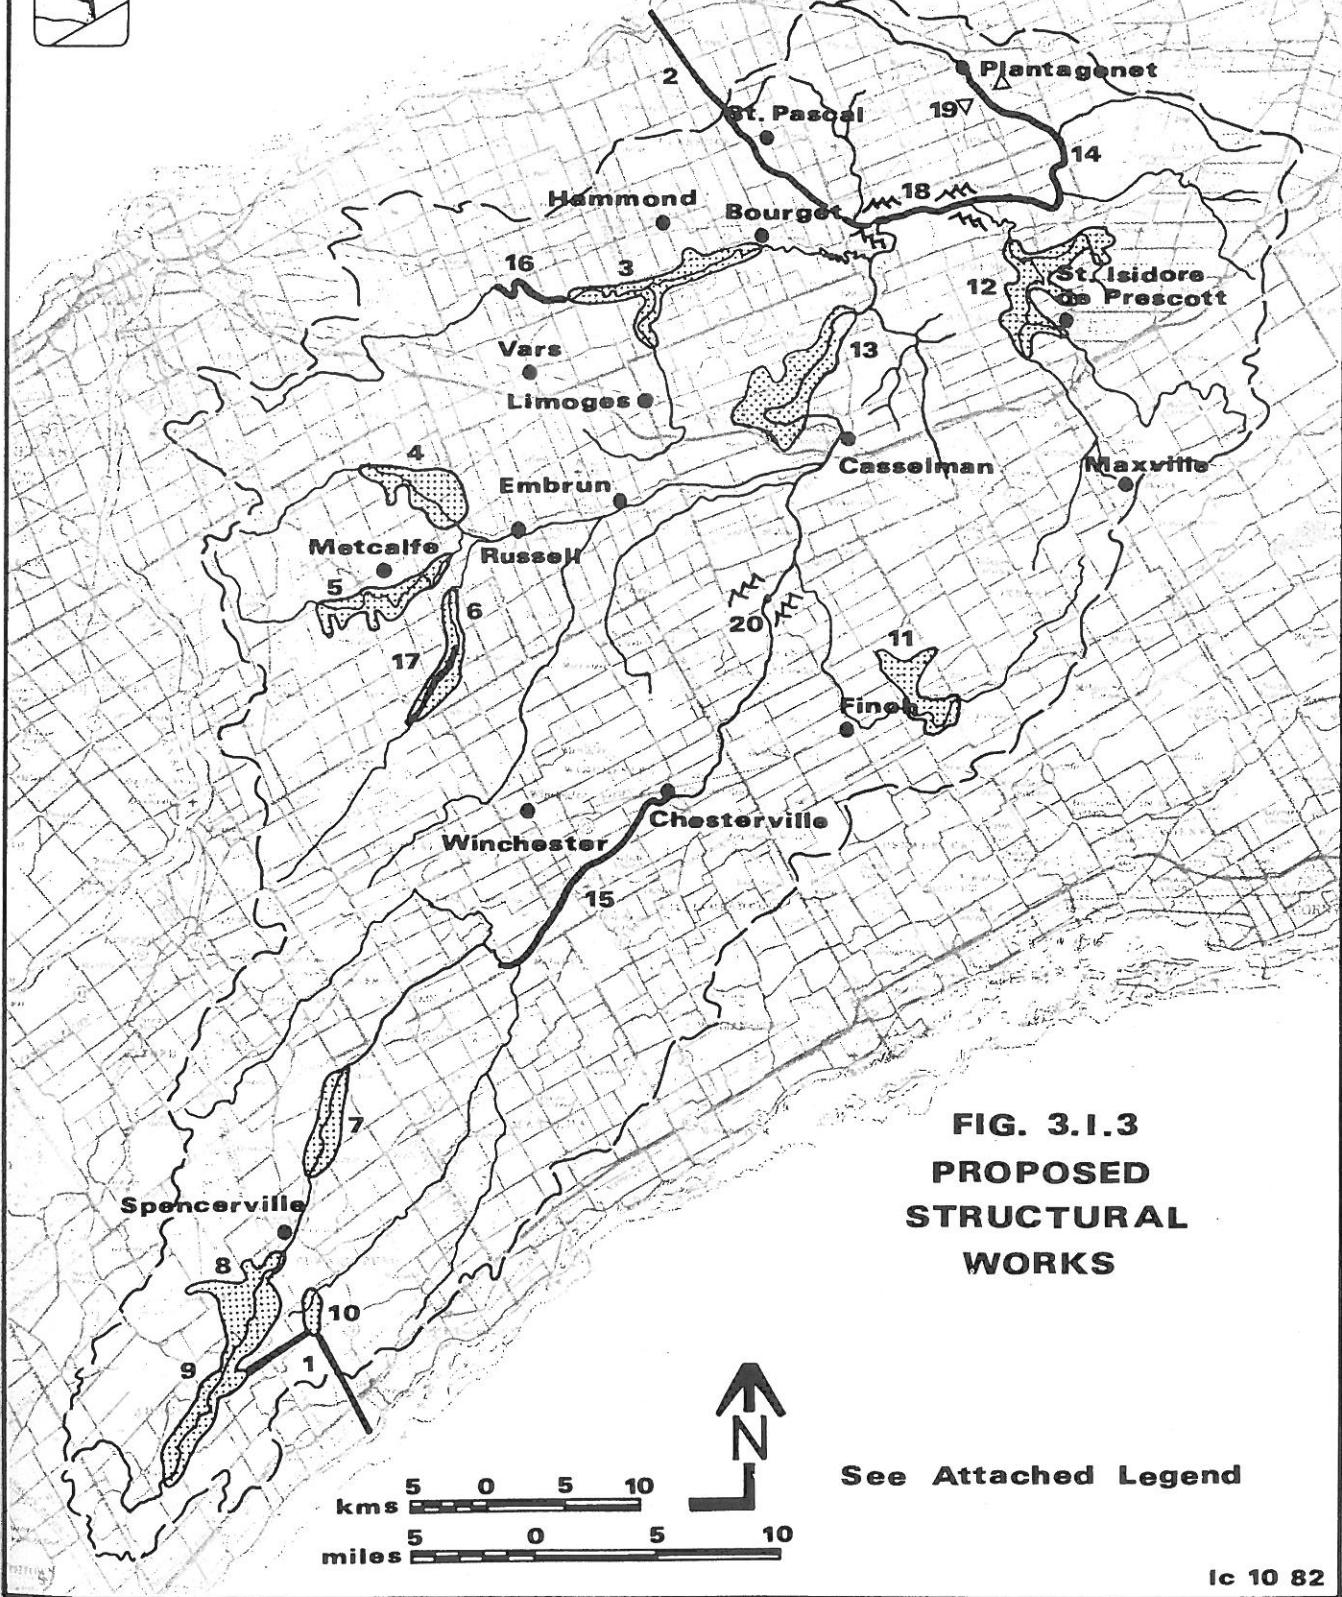 2
Plantagenet
19
St. Pascal
14
18
Hammond
Bourget
16
3
12
St. Isidore
de Prescott
Vars
13
Limoges
4
Casselman
Maxville
Embrun
Metcalfe
Russell
5
6
20
11
17
Finch
Winchester
Chesterville
15
7
FIG. 3.1.3
PROPOSED
STRUCTURAL
WORKS
Spencerville
8
10
1
9
N
See Attached Legend
5 0 5 10
kms
5 0 5 10
miles
lc 10 82